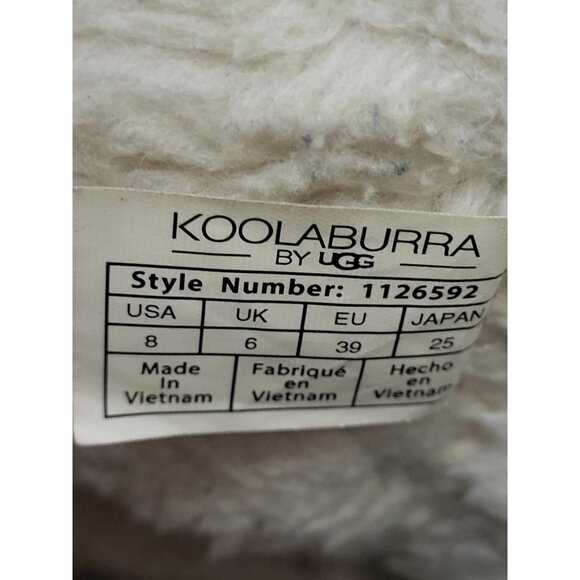 KOOLABURRA
BY UGG
Style Number: 1126592
USA UK EU JAPAN
8 6 39 25
Made Fabriqué Hecho
In en en
Vietnam Vietnam Vietnam